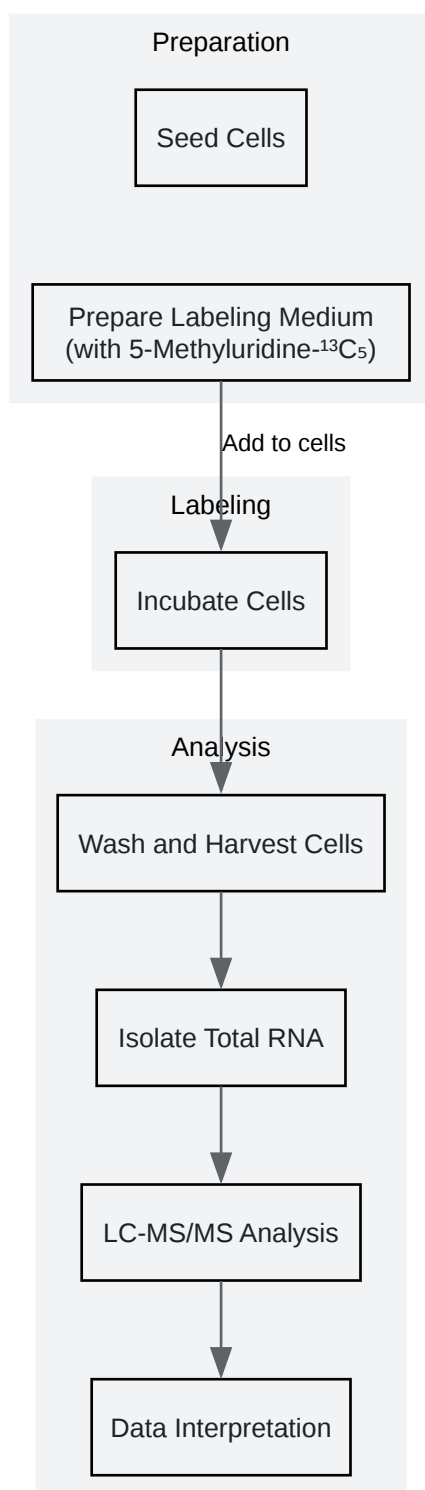 Preparation
Seed Cells
Prepare Labeling Medium
(with 5-Methyluridine-¹³C₅)
Add to cells
Labeling
Incubate Cells
Analysis
Wash and Harvest Cells
Isolate Total RNA
LC-MS/MS Analysis
Data Interpretation